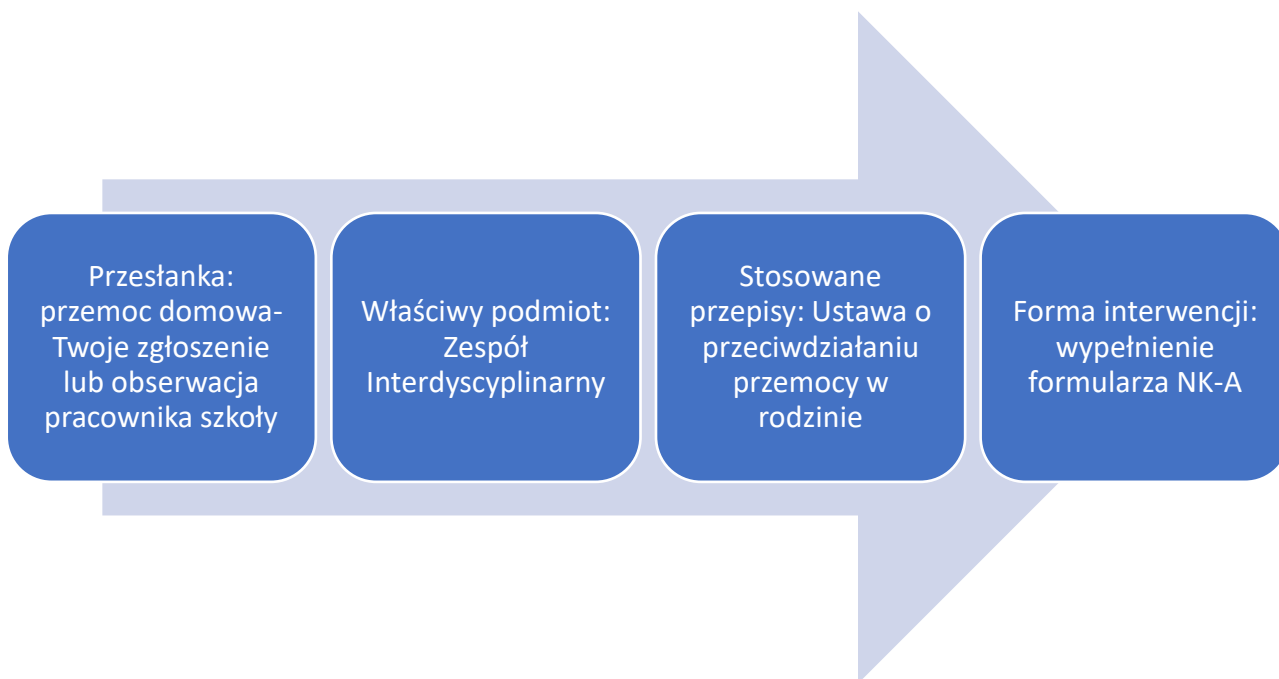 Przesłanka:
przemoc domowa-
Twoje zgłoszenie
lub obserwacja
pracownika szkoły
Właściwy podmiot:
Zespół
Interdyscyplinarny
Stosowane
przepisy: Ustawa o
przeciwdziałaniu
przemocy w
rodzinie
Forma interwencji:
wypełnienie
formularza NK-A